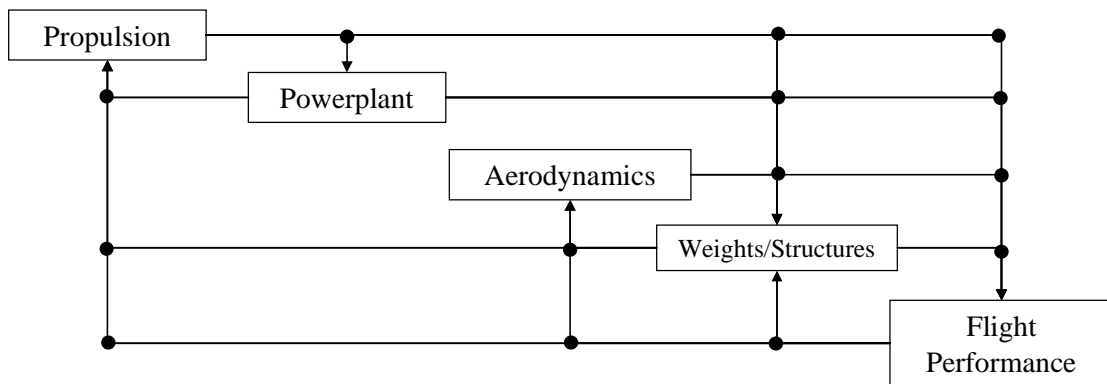 Propulsion
Powerplant
Aerodynamics
Weights/Structures
Flight
Performance